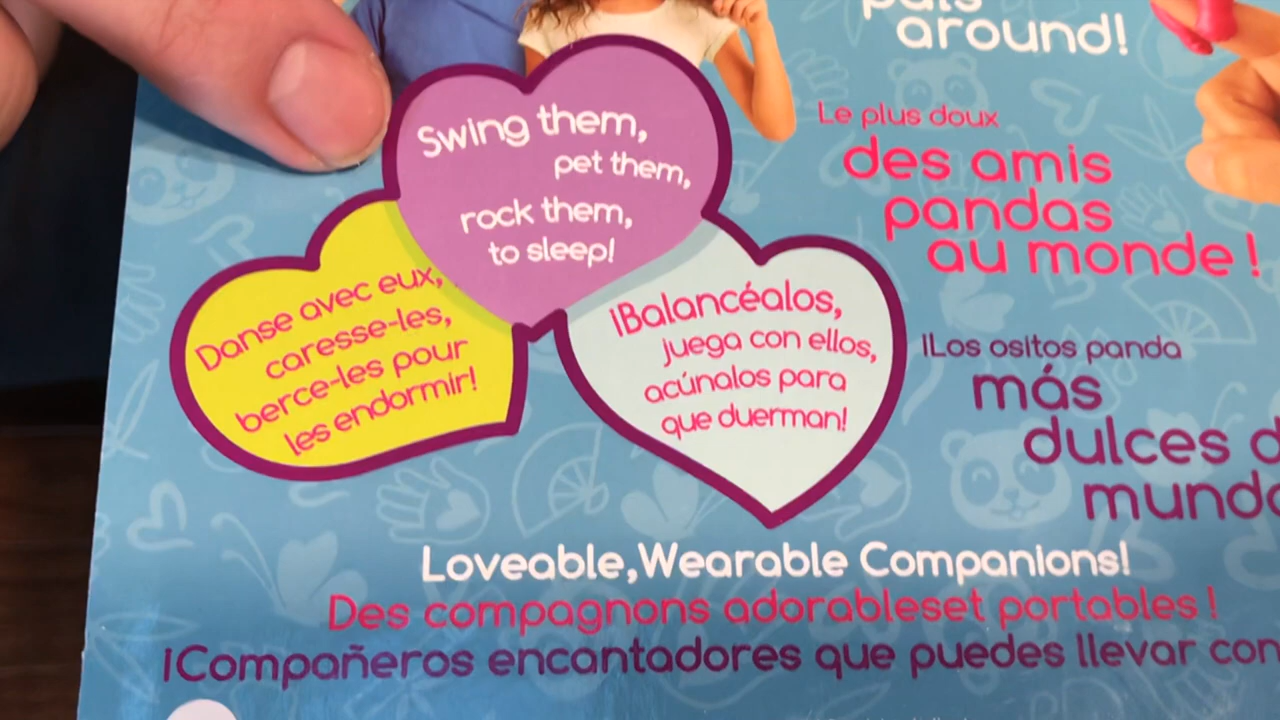 around!
Swing them,
pet them,
rock them,
to sleep!
Danse avec eux,
caresse-les,
berce-les pour
les endormir!
¡Balancéalos,
juega con ellos,
acúnalos para
que duerman!
Le plus doux
des amis
pandas
au monde !
¡Los ositos panda
más
dulces
Loveable,Wearable Companions!
Des compagnons adorableset portables !
¡Compañeros encantadores que puedes llevar con